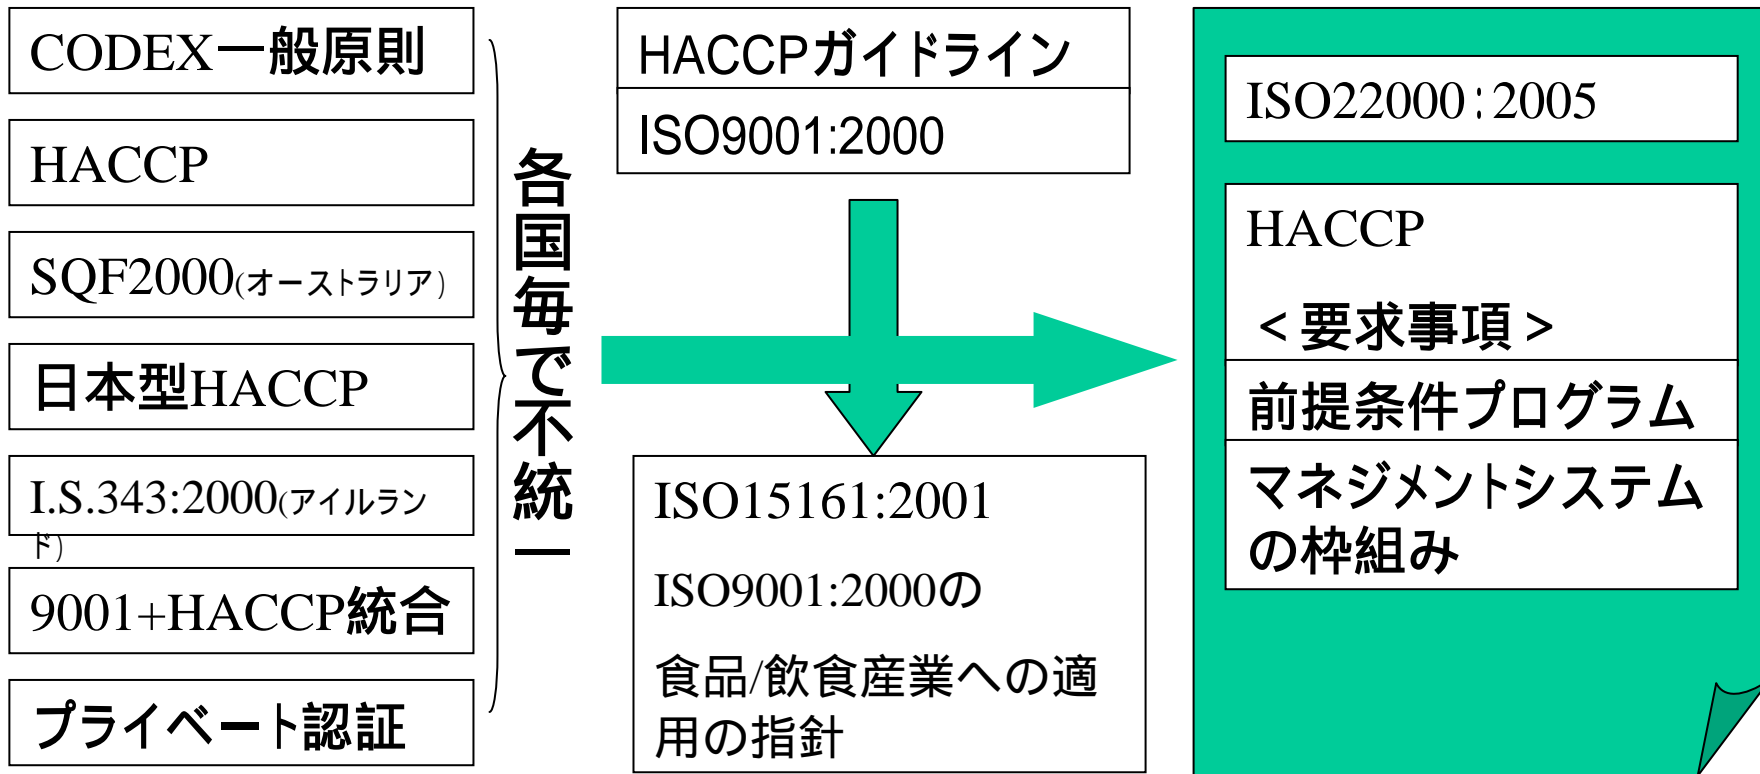 CODEX一般原則
HACCP
SQF2000(オーストラリア)
日本型HACCP
I.S.343:2000(アイルラン
ド)
9001+HACCP統合
プライベート認証
各国毎で不統一
HACCPガイドライン
ISO9001:2000
ISO15161:2001
ISO9001:2000の
食品/飲食産業への適
用の指針
ISO22000:2005
HACCP
<要求事項>
前提条件プログラム
マネジメントシステム
の枠組み